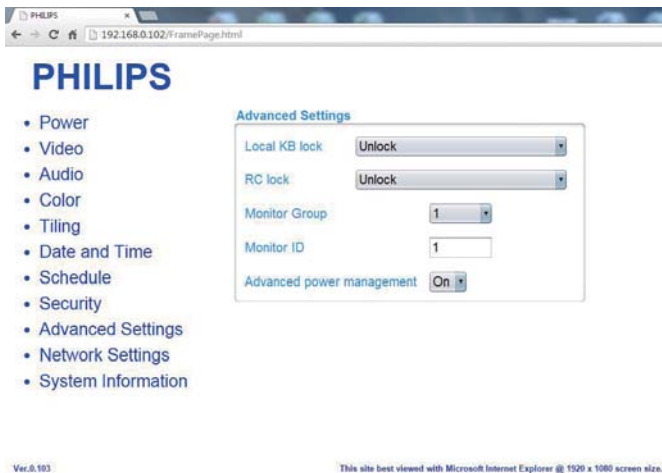 PHILIPS
192.168.0.102/FramePage.html
PHILIPS
• Power
• Video
• Audio
• Color
• Tiling
• Date and Time
• Schedule
• Security
• Advanced Settings
• Network Settings
• System Information
Advanced Settings
Local KB lock Unlock
RC lock Unlock
Monitor Group 1
Monitor ID 1
Advanced power management On
Ver.0.103
This site best viewed with Microsoft Internet Explorer @ 1920 x 1080 screen size.